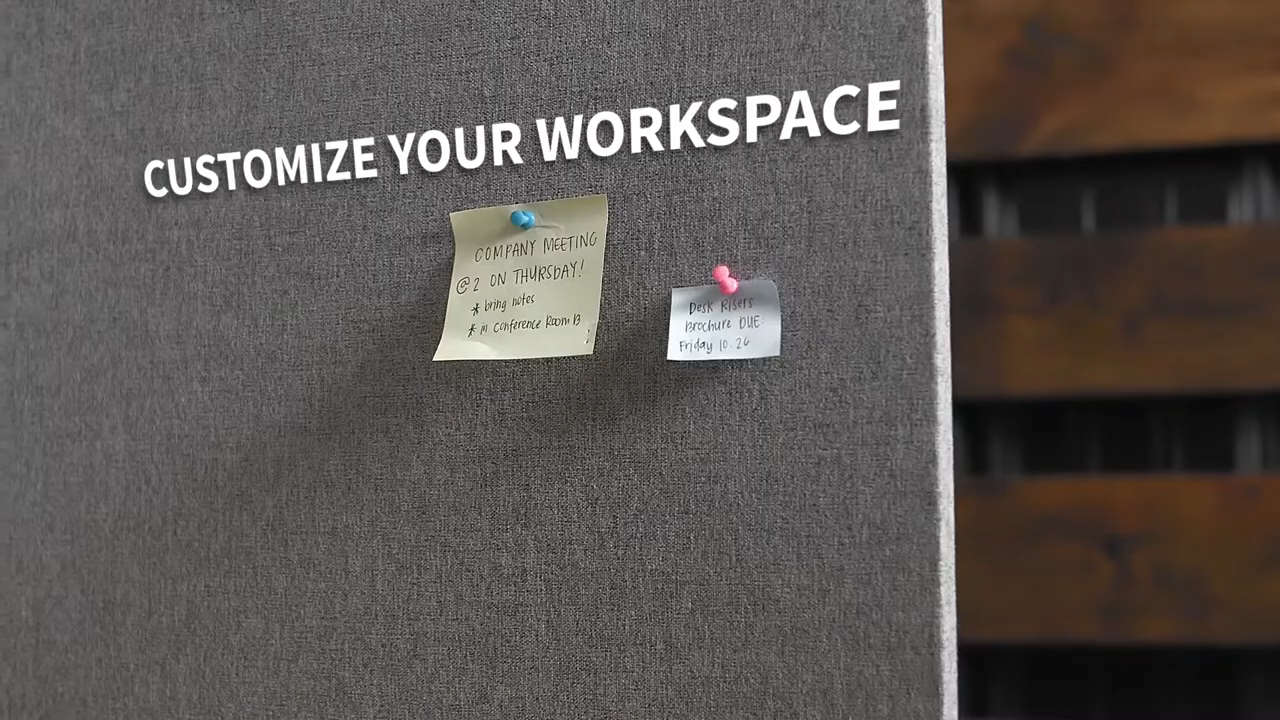 CUSTOMIZE YOUR WORKSPACE
COMPANY MEETING
@ 2 ON THURSDAY!
* bring notes
* in conference Room B
Desk Risers
Brochure DUE:
Friday 10.26